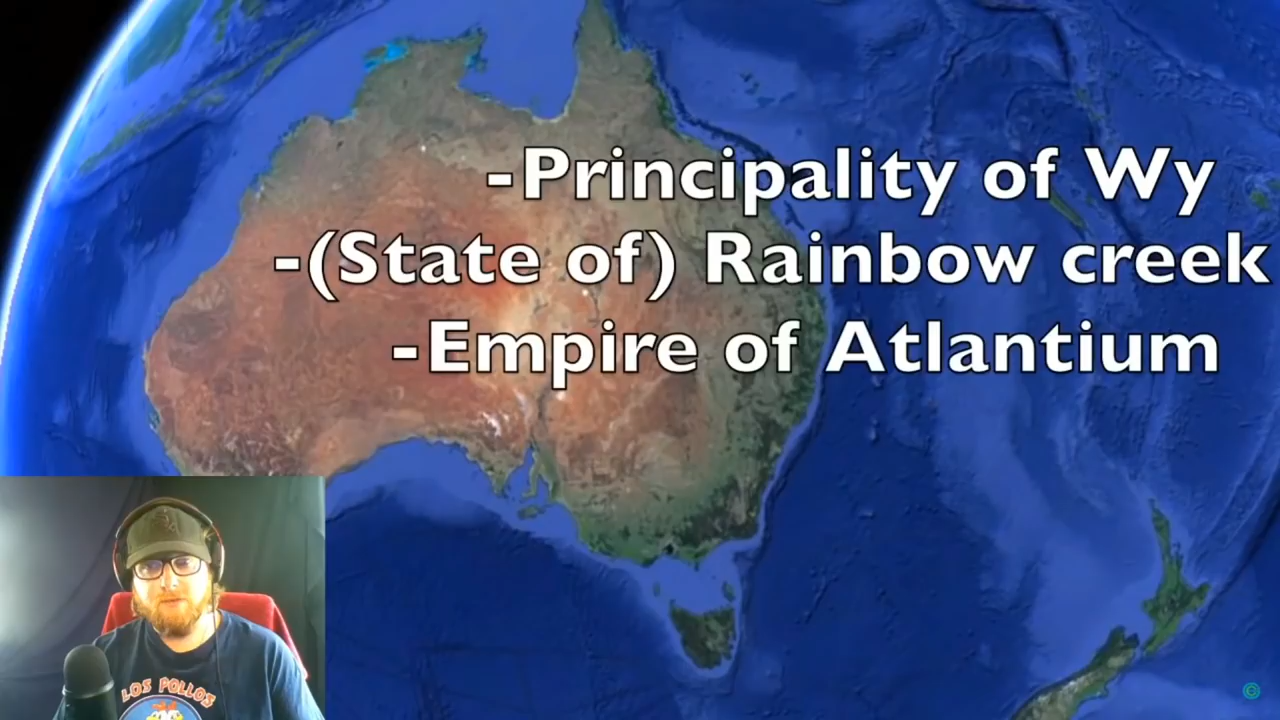 -Principality of Wy
-(State of) Rainbow creek
-Empire of Atlantium
LOS POLLOS